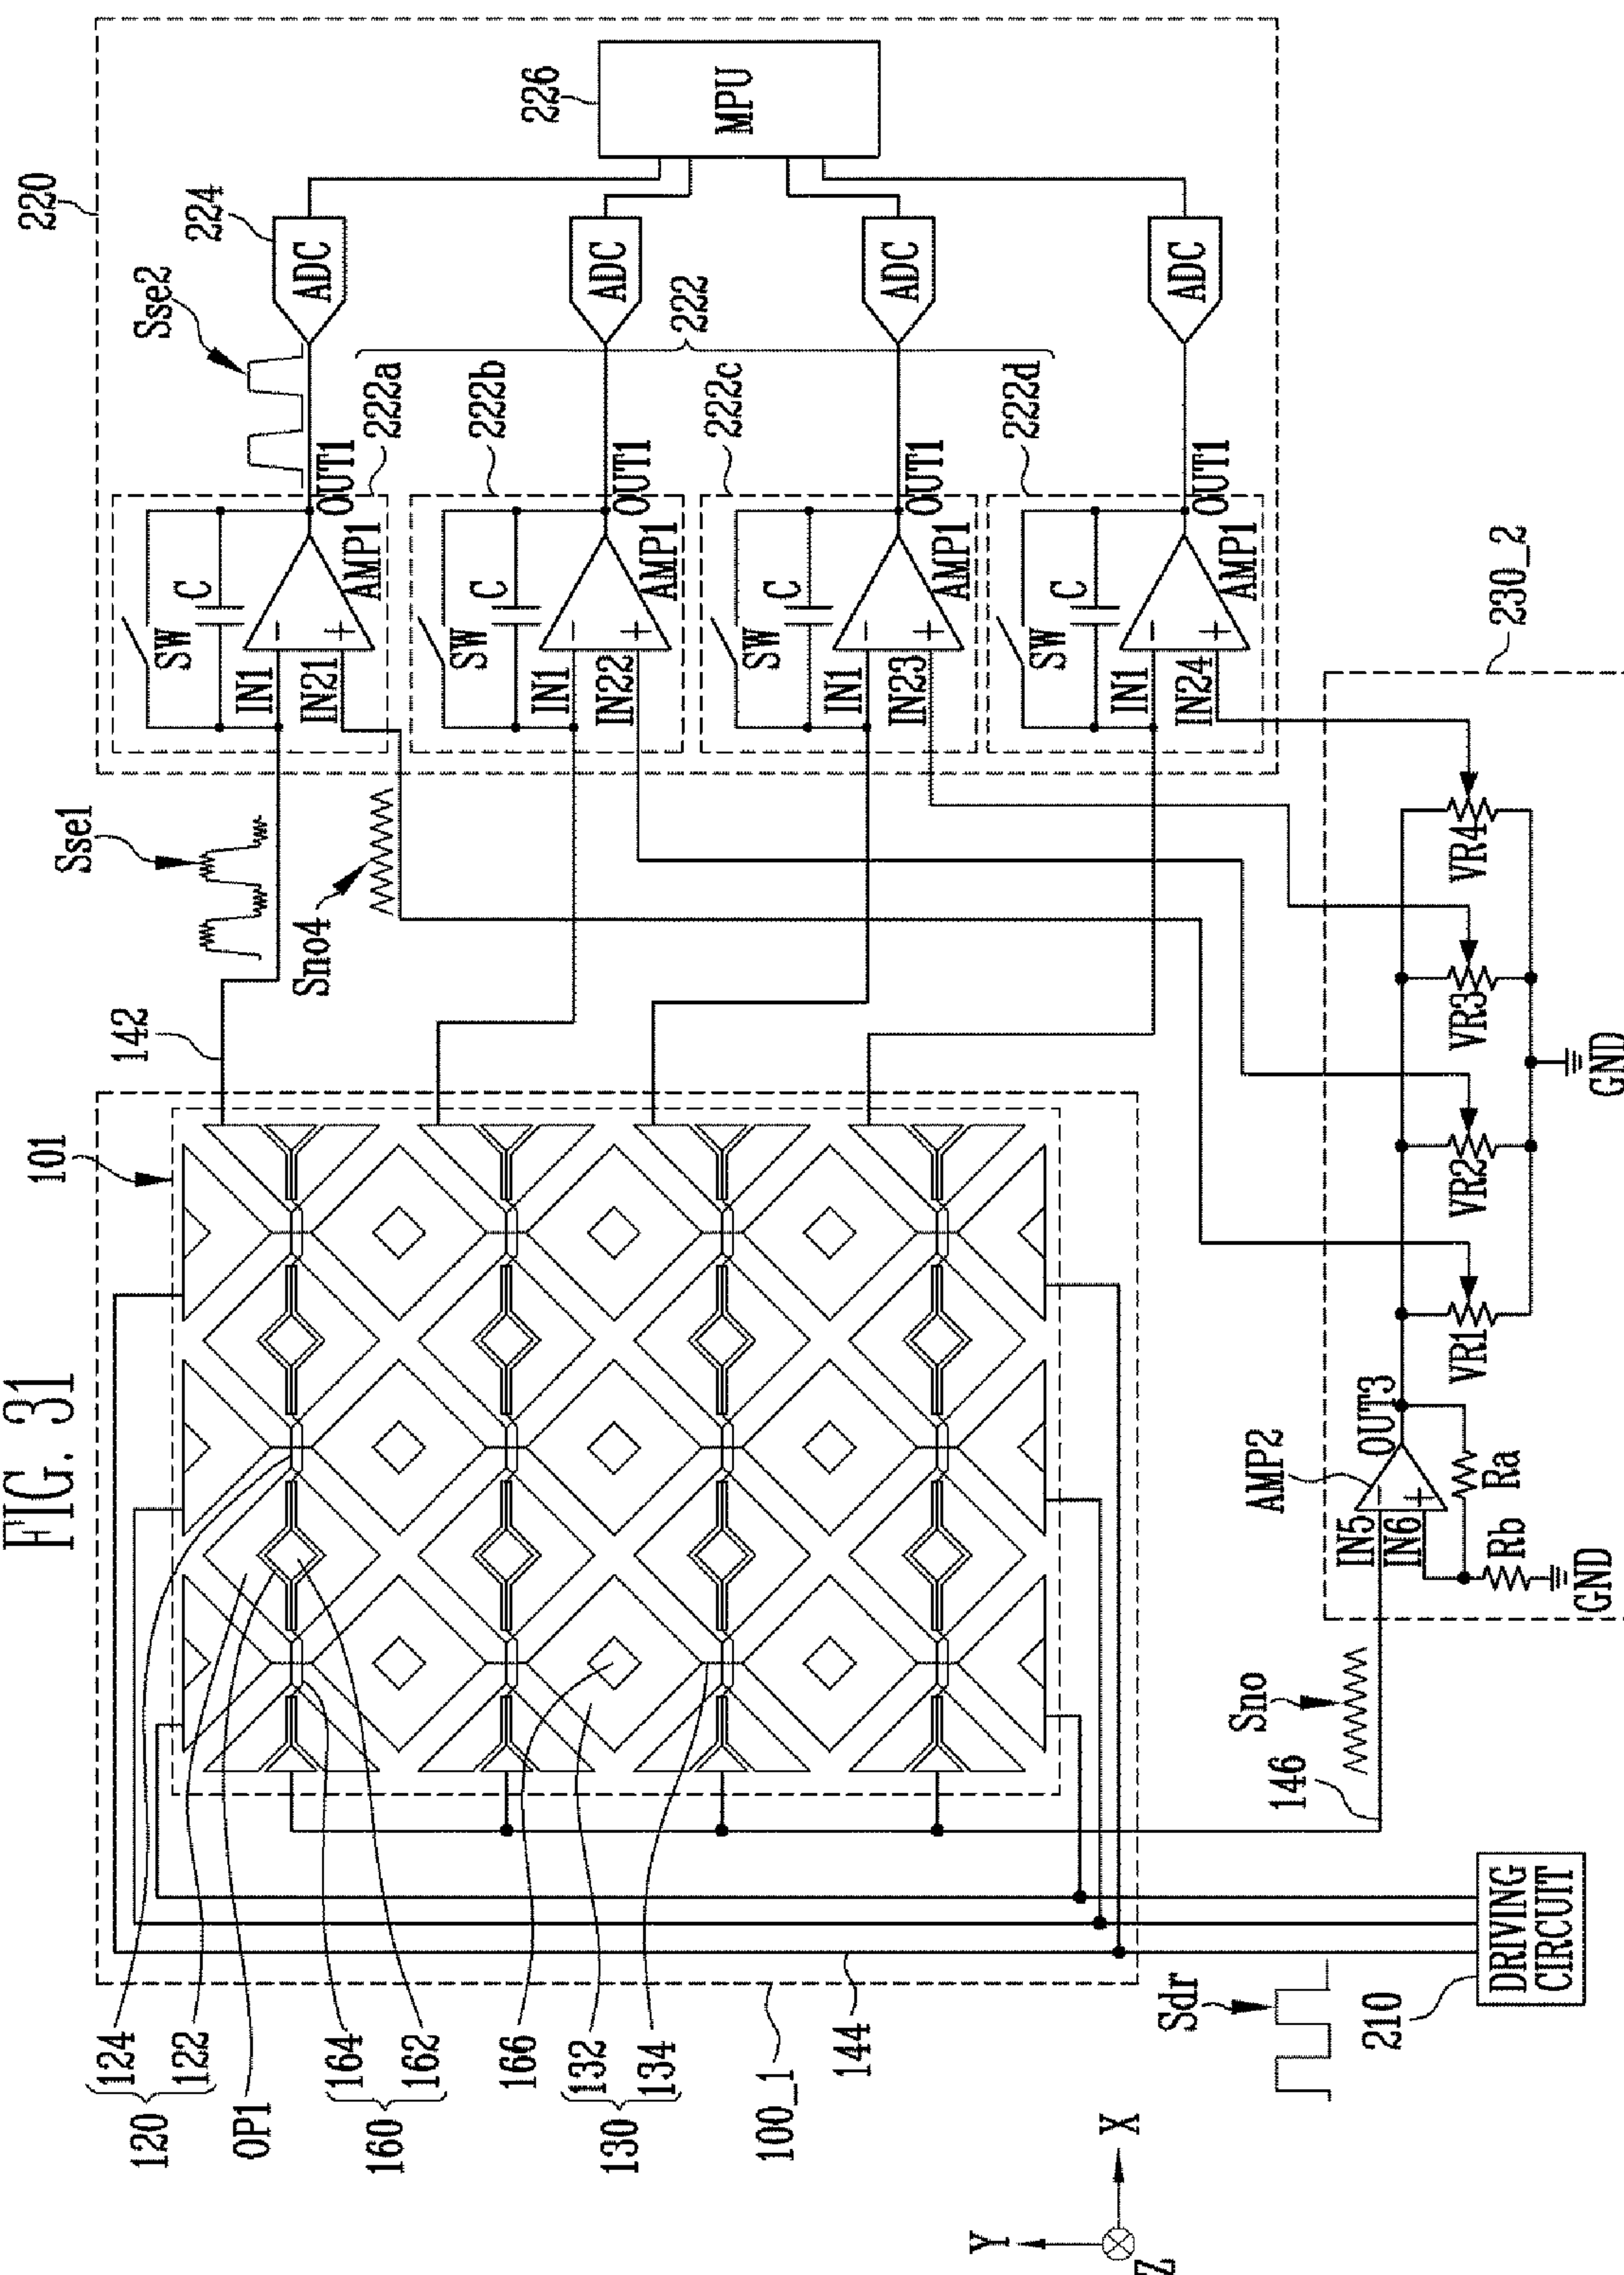 FIG. 31
220
226
MPU
224
ADC
ADC
ADC
ADC
Sse2
222
222a
222b
222c
222d
OUT1
OUT1
OUT1
OUT1
SW
C
AMP1
IN1
IN21
SW
C
AMP1
IN1
IN22
SW
C
AMP1
IN1
IN23
SW
C
AMP1
IN1
IN24
Sse1
Sno4
142
101
230_2
VR4
VR3
VR2
VR1
GND
AMP2
OUT3
IN5
IN6
Ra
Rb
GND
Sno
146
124
122
120
OP1
164
162
160
166
132
134
130
100_1
144
Sdr
210
DRIVING
CIRCUIT
Y
X
Z